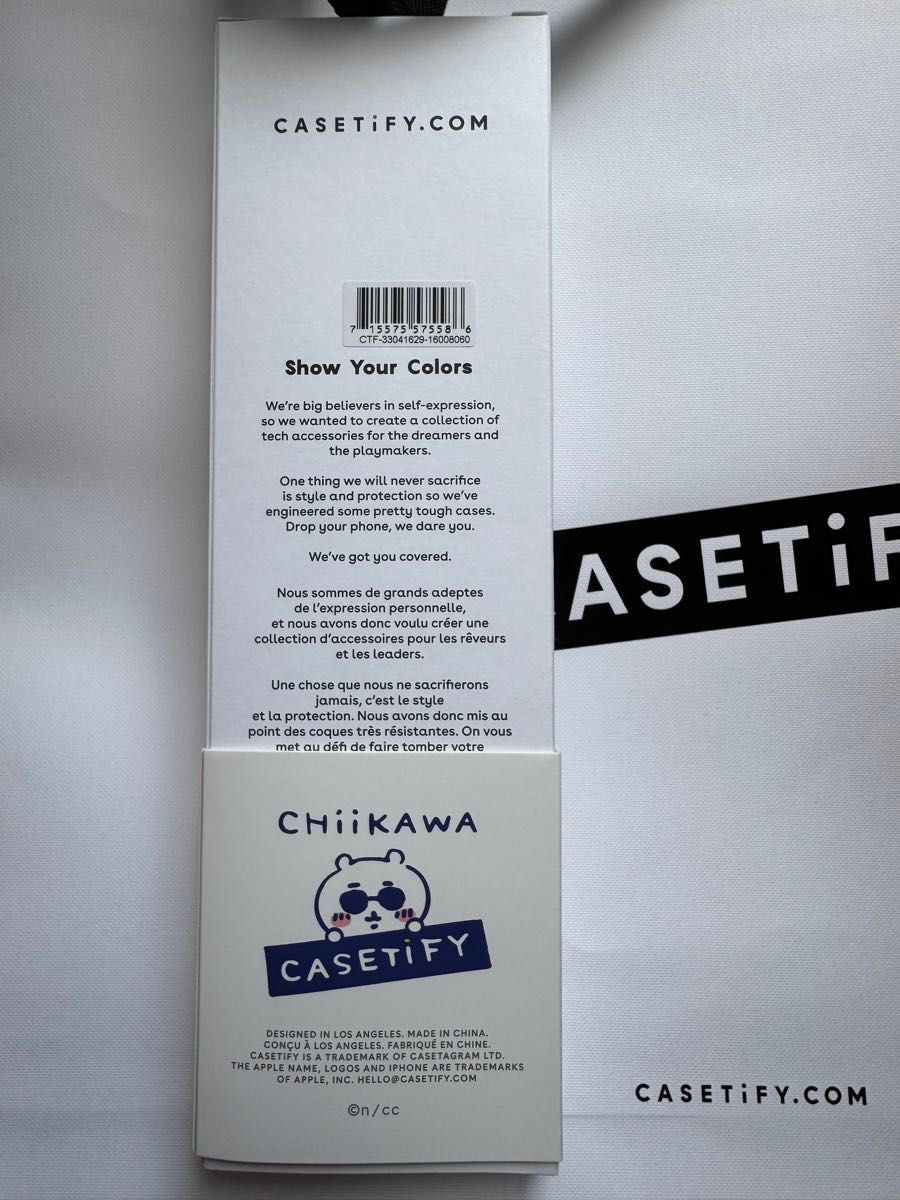 CASETiFY.COM
7 15575 57558 6
CTF-33041629-16008060
Show Your Colors
We're big believers in self-expression,
so we wanted to create a collection of
tech accessories for the dreamers and
the playmakers.
One thing we will never sacrifice
is style and protection so we've
engineered some pretty tough cases.
Drop your phone, we dare you.
We've got you covered.
Nous sommes de grands adeptes
de l'expression personnelle,
et nous avons donc voulu créer une
collection d'accessoires pour les rêveurs
et les leaders.
Une chose que nous ne sacrifierons
jamais, c'est le style
et la protection. Nous avons donc mis au
point des coques très résistantes. On vous
met au défi de faire tomber votre
CHiiKAWA
CASETiFY
DESIGNED IN LOS ANGELES. MADE IN CHINA.
CONÇU À LOS ANGELES. FABRIQUÉ EN CHINE.
CASETIFY IS A TRADEMARK OF CASETAGRAM LTD.
THE APPLE NAME, LOGOS AND IPHONE ARE TRADEMARKS
OF APPLE, INC. HELLO@CASETIFY.COM
©n/cc
ASETiF
CASETiFY.COM